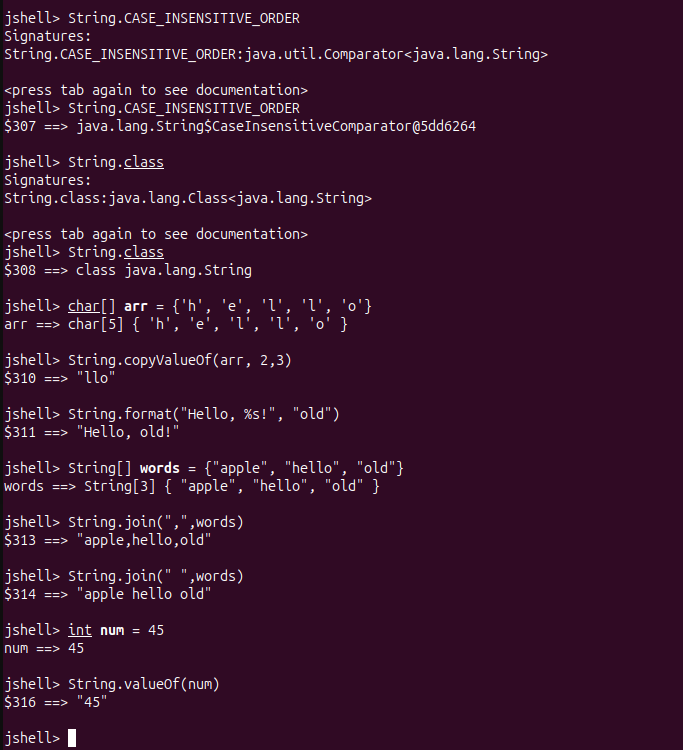 jshell> String.CASE_INSENSITIVE_ORDER
Signatures:
String.CASE_INSENSITIVE_ORDER:java.util.Comparator<java.lang.String>
<press tab again to see documentation>
jshell> String.CASE_INSENSITIVE_ORDER
$307 ==> java.lang.String$CaseInsensitiveComparator@5dd6264
jshell> String.class
Signatures:
String.class:java.lang.Class<java.lang.String>
<press tab again to see documentation>
jshell> String.class
$308 ==> class java.lang.String
jshell> char[] arr = {'h', 'e', 'l', 'l', 'o'}
arr ==> char[5] { 'h', 'e', 'l', 'l', 'o' }
jshell> String.copyValueOf(arr, 2,3)
$310 ==> "llo"
jshell> String.format("Hello, %s!", "old")
$311 ==> "Hello, old!"
jshell> String[] words = {"apple", "hello", "old"}
words ==> String[3] { "apple", "hello", "old" }
jshell> String.join(",",words)
$313 ==> "apple,hello,old"
jshell> String.join(" ",words)
$314 ==> "apple hello old"
jshell> int num = 45
num ==> 45
jshell> String.valueOf(num)
$316 ==> "45"
jshell>